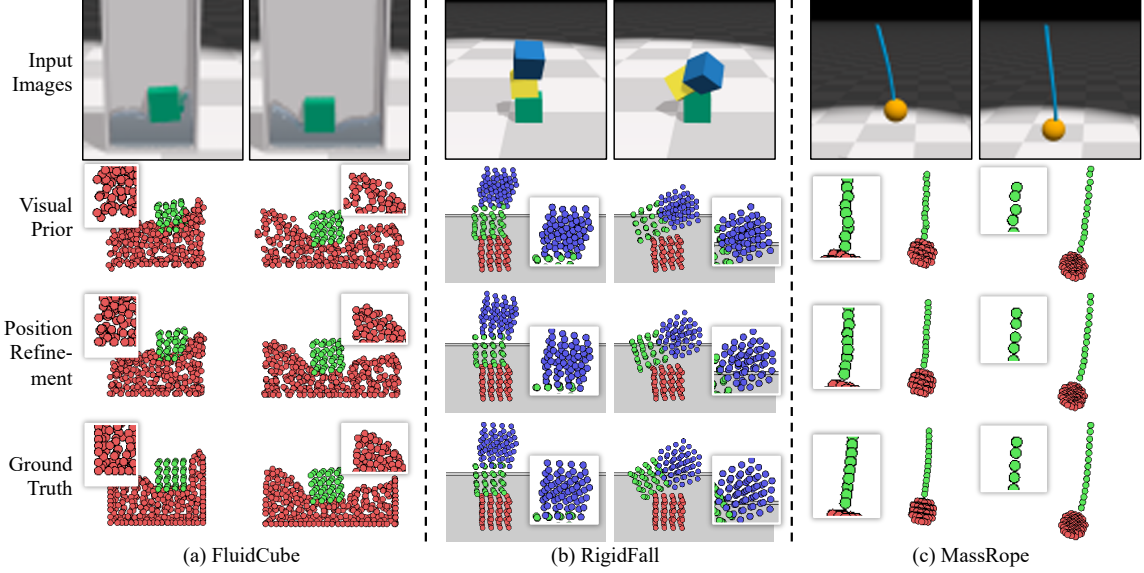 Input
Images
Visual
Prior
Position
Refine-
ment
Ground
Truth
(a) FluidCube
(b) RigidFall
(c) MassRope